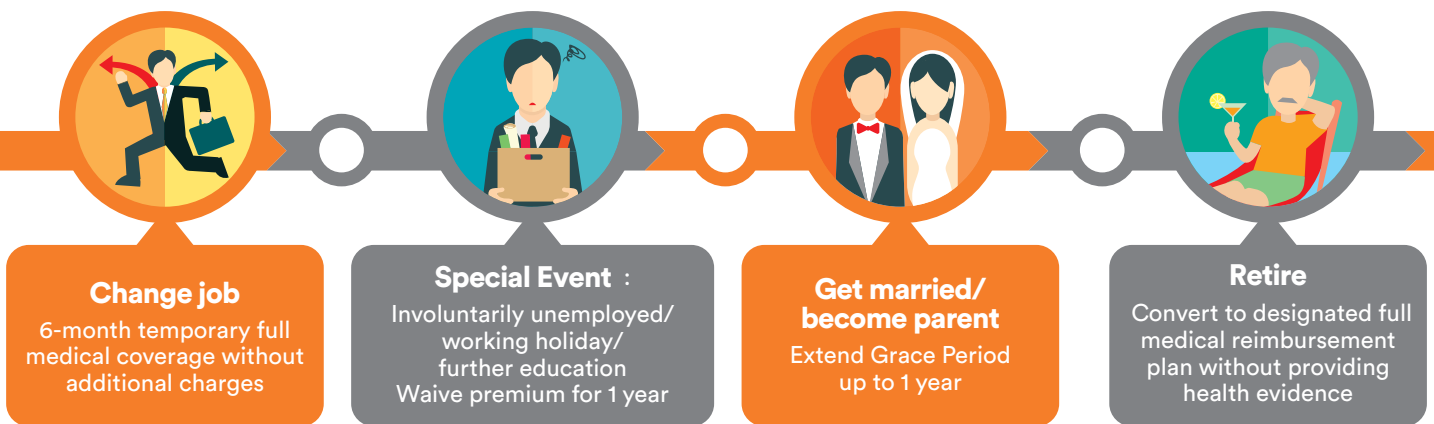 Change job
6-month temporary full
medical coverage without
additional charges
Special Event :
Involuntarily unemployed/
working holiday/
further education
Waive premium for 1 year
Get married/
become parent
Extend Grace Period
up to 1 year
Retire
Convert to designated full
medical reimbursement
plan without providing
health evidence